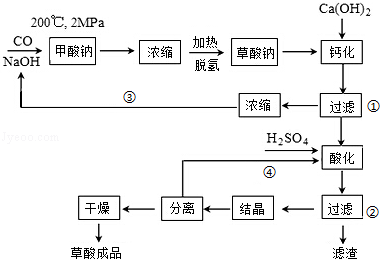 200℃, 2MPa
Ca(OH)₂
CO
NaOH
甲酸钠
浓缩
加热
脱氢
草酸钠
钙化
③
浓缩
过滤
①
H₂SO₄
酸化
④
干燥
分离
结晶
过滤
②
草酸成品
滤渣